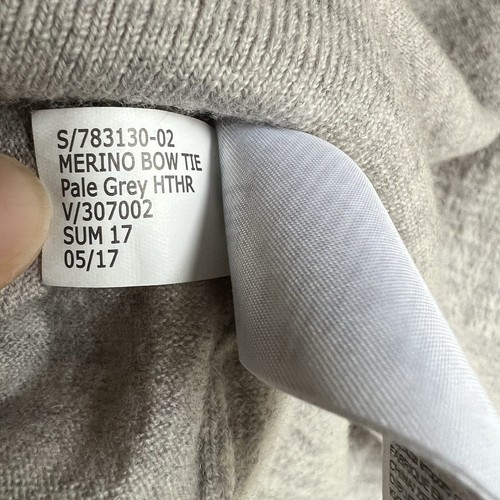 S/783130-02
MERINO BOW TIE
Pale Grey HTHR
V/307002
SUM 17
05/17